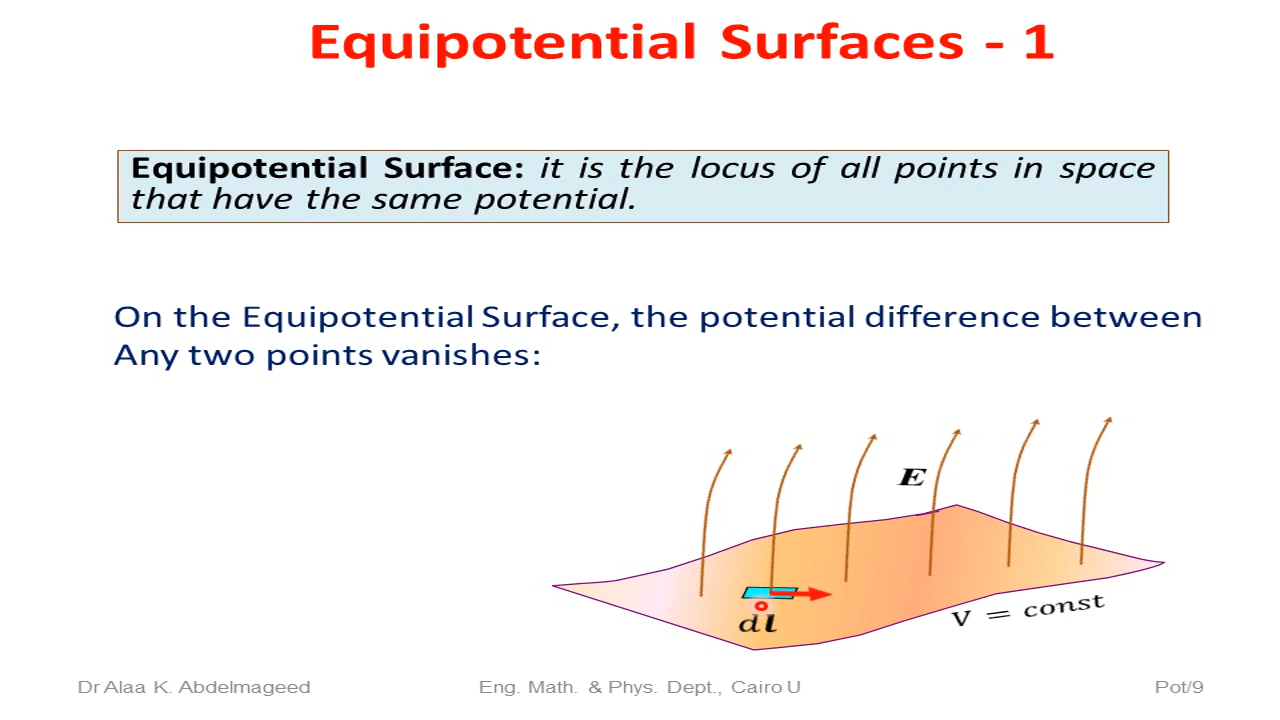 Equipotential Surfaces - 1
Equipotential Surface: it is the locus of all points in space
that have the same potential.
On the Equipotential Surface, the potential difference between
Any two points vanishes:
E
dl
V = const
Dr Alaa K. Abdelmageed Eng. Math. & Phys. Dept., Cairo U Pot/9